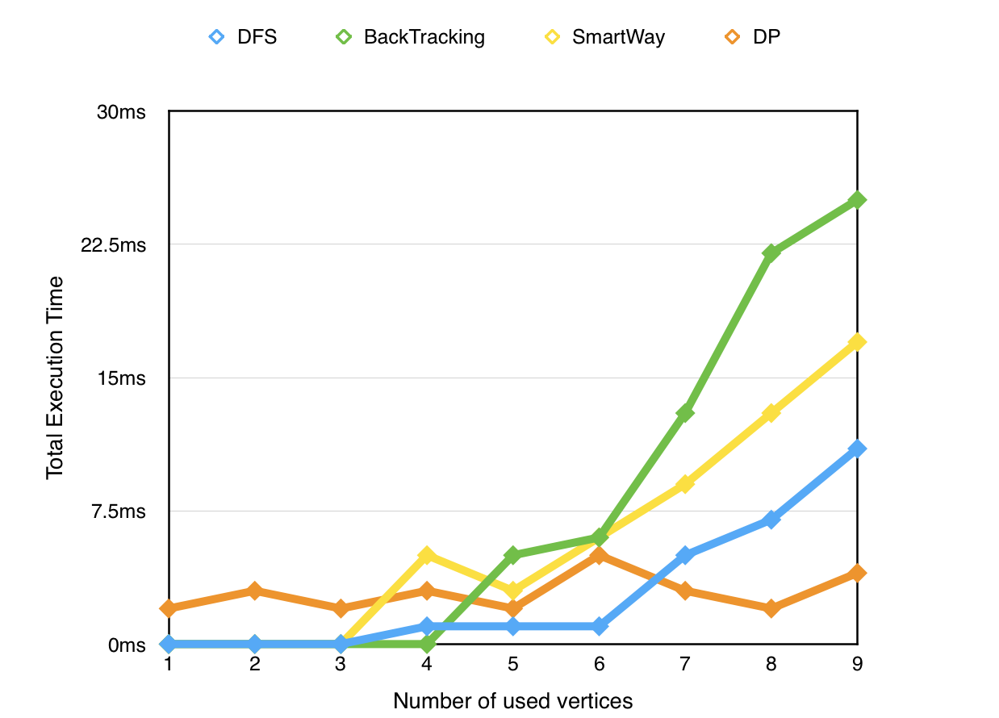 DFS BackTracking SmartWay DP
30ms
22.5ms
15ms
7.5ms
0ms
Total Execution Time
1 2 3 4 5 6 7 8 9
Number of used vertices